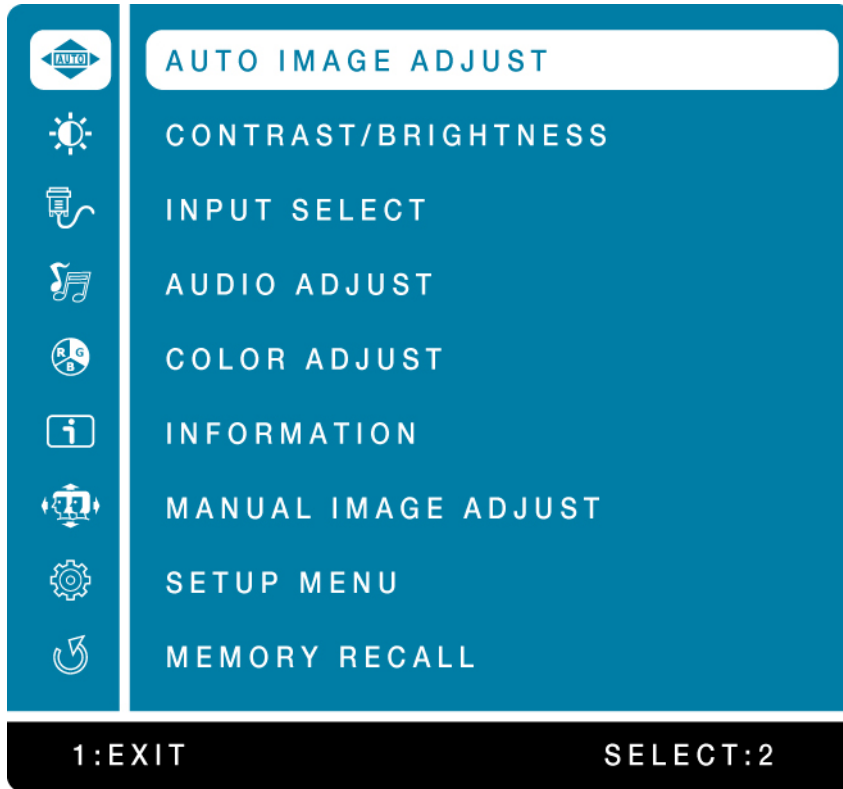 AUTO AUTO IMAGE ADJUST
CONTRAST/BRIGHTNESS
INPUT SELECT
AUDIO ADJUST
R G B COLOR ADJUST
i INFORMATION
MANUAL IMAGE ADJUST
SETUP MENU
MEMORY RECALL
1:EXIT SELECT:2